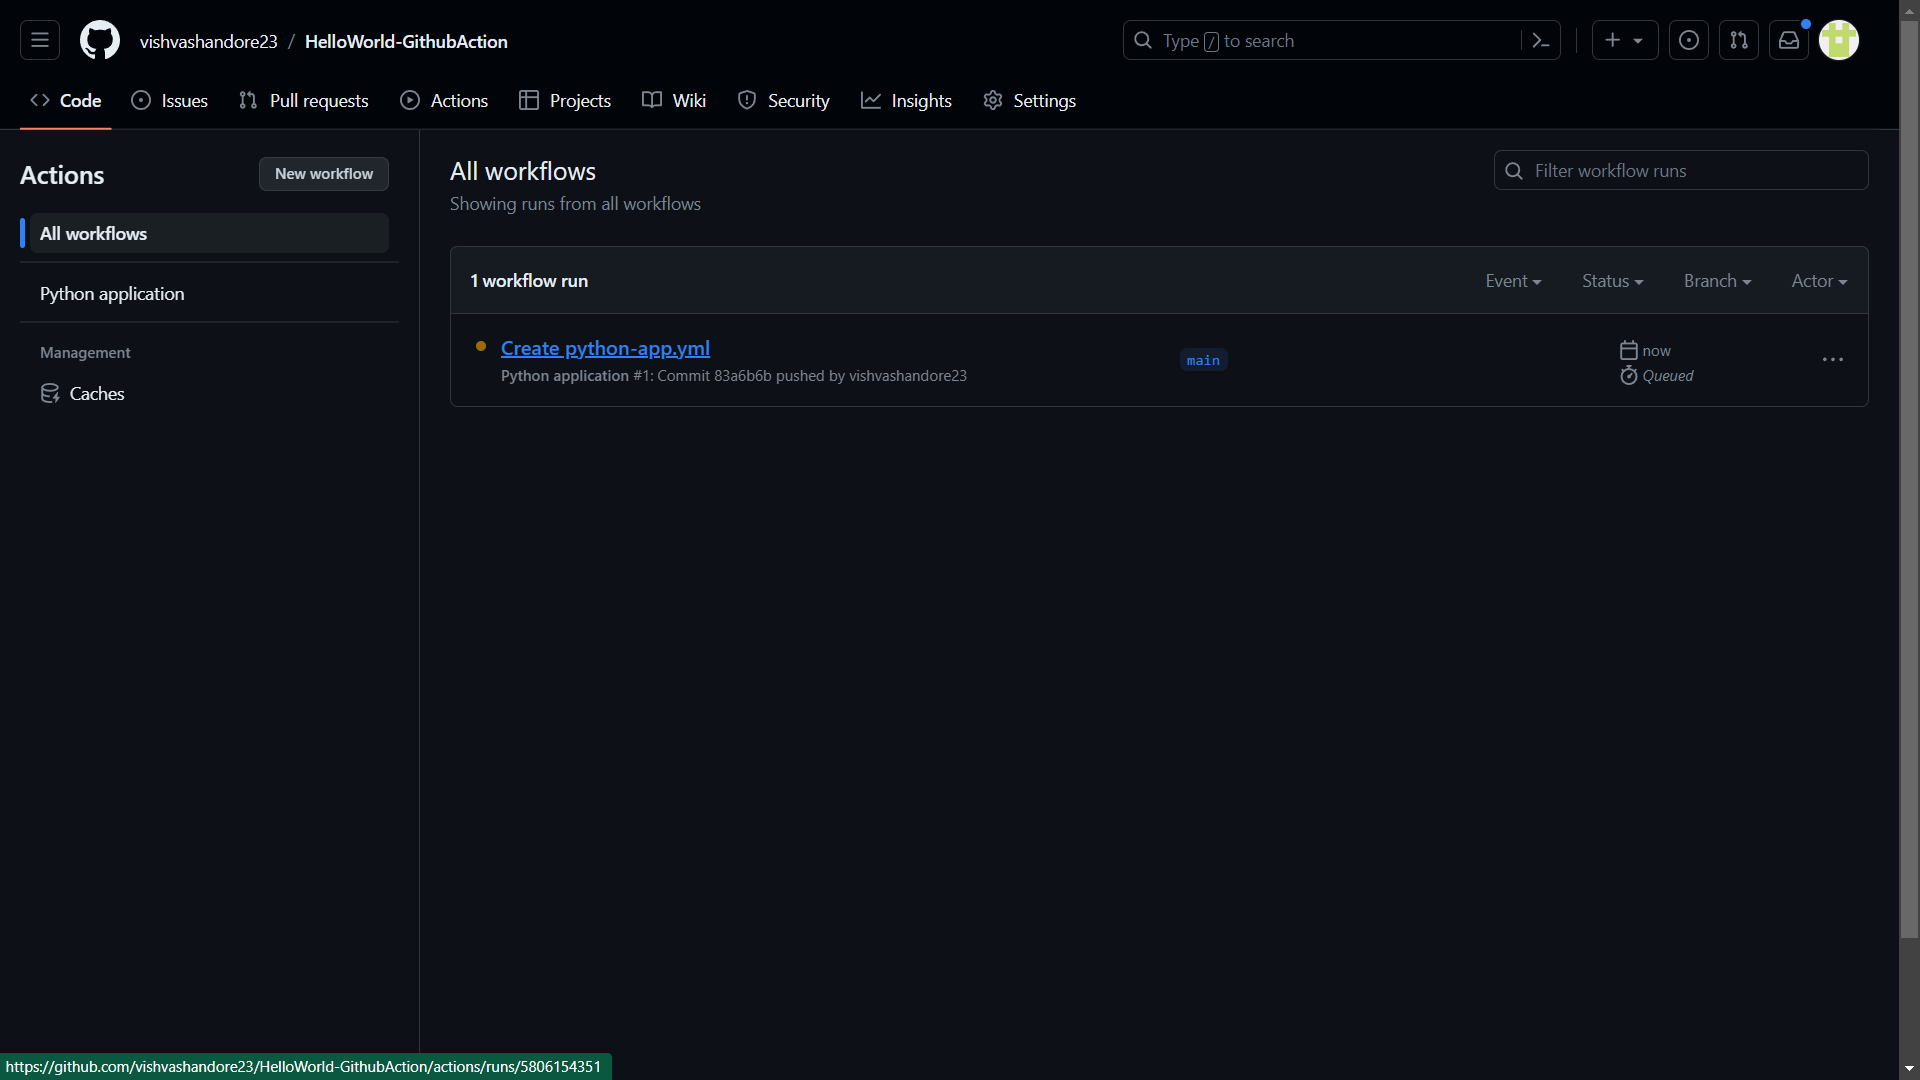 vishvashandore23 / HelloWorld-GithubAction
Type / to search
Code
Issues
Pull requests
Actions
Projects
Wiki
Security
Insights
Settings
Actions
New workflow
All workflows
Python application
Management
Caches
All workflows
Showing runs from all workflows
Filter workflow runs
1 workflow run
Event
Status
Branch
Actor
Create python-app.yml
Python application #1: Commit 83a6b6b pushed by vishvashandore23
main
now
Queued
https://github.com/vishvashandore23/HelloWorld-GithubAction/actions/runs/5806154351